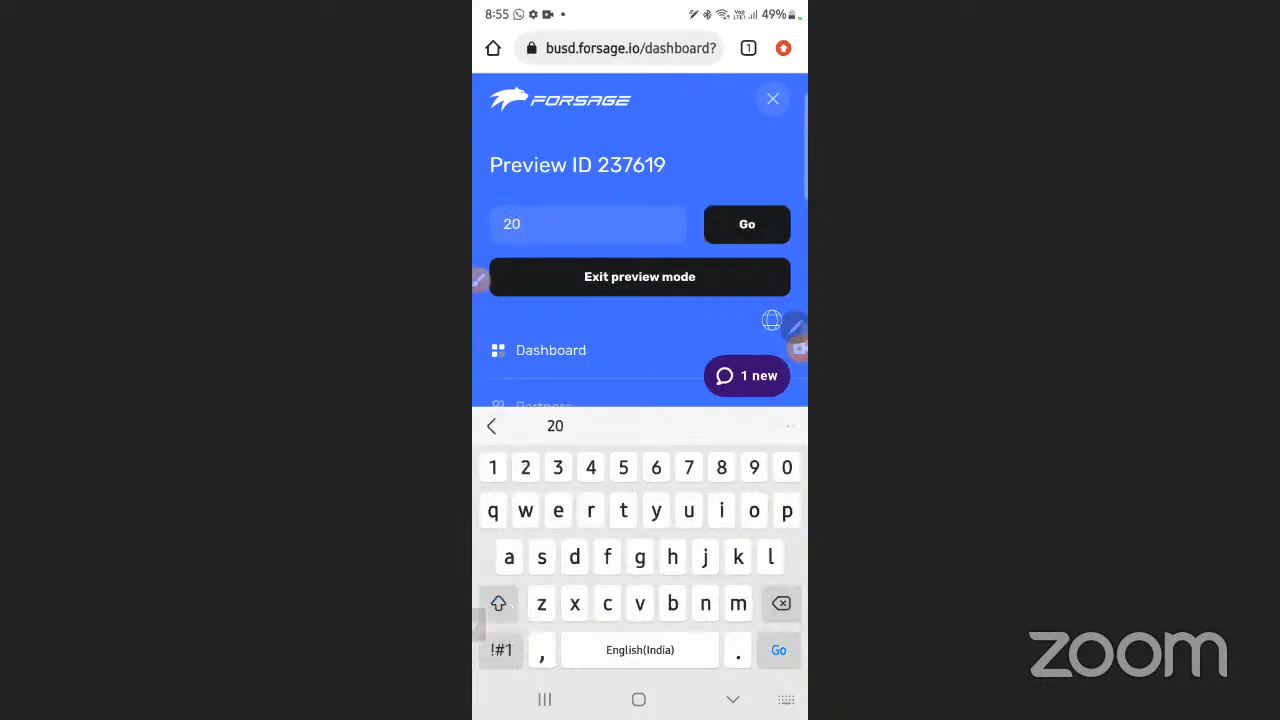 8:55
49%
busd.forsage.io/dashboard?
1
FORSAGE
Preview ID 237619
20
Go
Exit preview mode
Dashboard
1 new
Partners
20
1 2 3 4 5 6 7 8 9 0
q w e r t y u i o p
a s d f g h j k l
z x c v b n m
!#1 , English(India) . Go
zoom